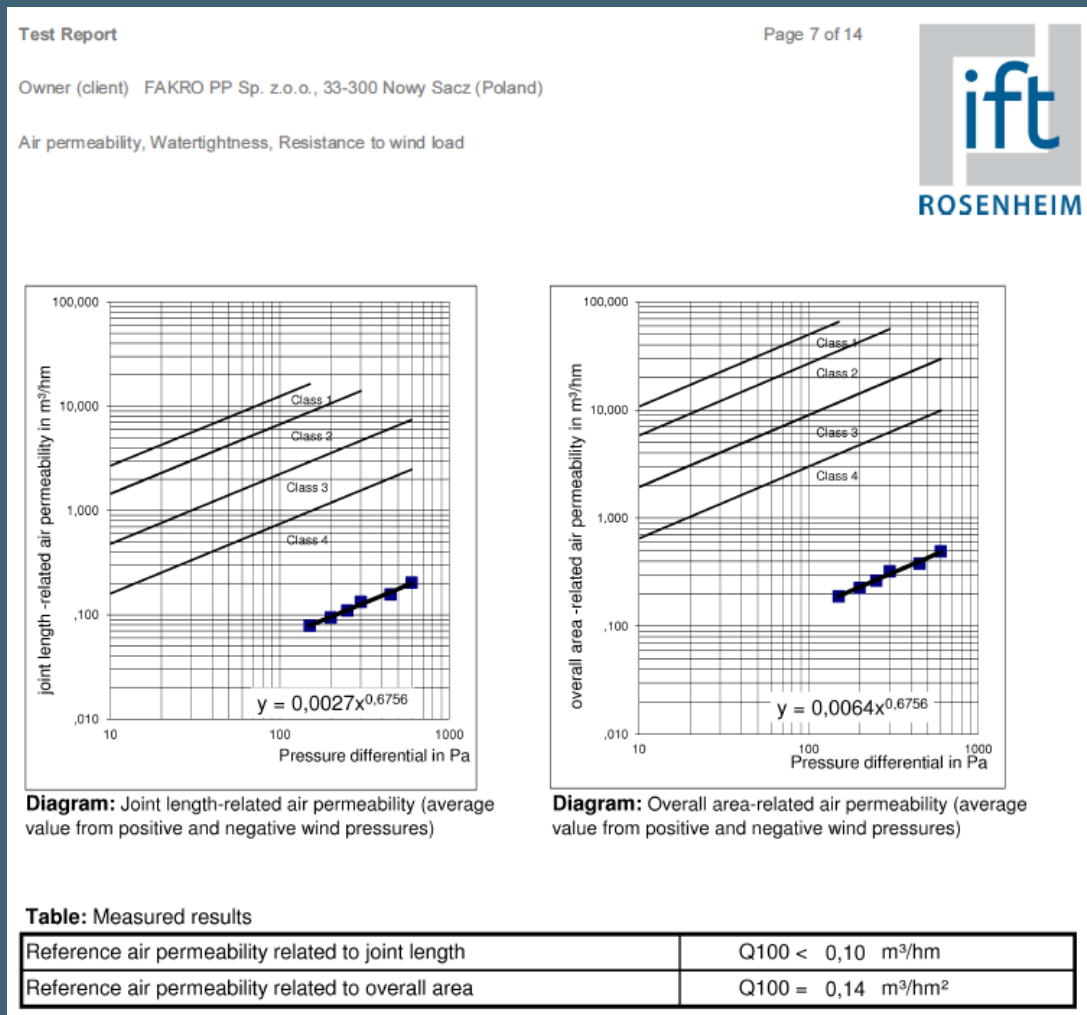 Test Report
Page 7 of 14
Owner (client) FAKRO PP Sp. z.o.o., 33-300 Nowy Sacz (Poland)
Air permeability, Watertightness, Resistance to wind load
ift
ROSENHEIM
joint length -related air permeability in m³/hm
100,000
10,000
1,000
,100
,010
Class 1
Class 2
Class 3
Class 4
y = 0,0027x^0,6756
10
100
1000
Pressure differential in Pa
Diagram: Joint length-related air permeability (average
value from positive and negative wind pressures)
overall area -related air permeability in m³/hm
100,000
10,000
1,000
,100
,010
Class 1
Class 2
Class 3
Class 4
y = 0,0064x^0,6756
10
100
1000
Pressure differential in Pa
Diagram: Overall area-related air permeability (average
value from positive and negative wind pressures)
Table: Measured results
Reference air permeability related to joint length
Q100 < 0,10 m³/hm
Reference air permeability related to overall area
Q100 = 0,14 m³/hm²